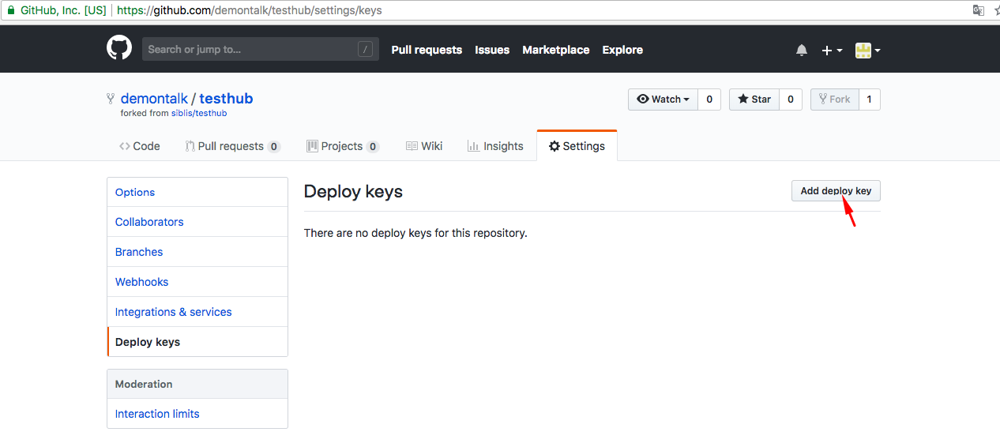 GitHub, Inc. [US] https://github.com/demontalk/testhub/settings/keys
Search or jump to... / Pull requests Issues Marketplace Explore
demontalk / testhub Watch 0 Star 0 Fork 1
forked from siblis/testhub
Code Pull requests 0 Projects 0 Wiki Insights Settings
Options
Collaborators
Branches
Webhooks
Integrations & services
Deploy keys
Moderation
Interaction limits
Deploy keys Add deploy key
There are no deploy keys for this repository.